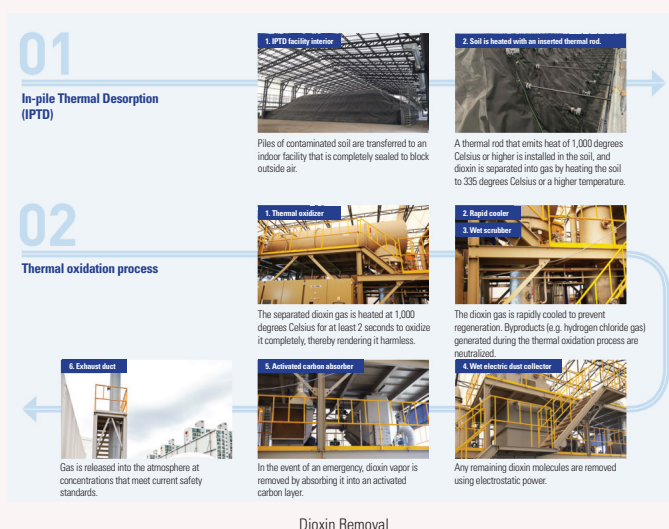 01
In-pile Thermal Desorption
(IPTD)
1. IPTD facility interior
Piles of contaminated soil are transferred to an
indoor facility that is completely sealed to block
outside air.
2. Soil is heated with an inserted thermal rod.
A thermal rod that emits heat of 1,000 degrees
Celsius or higher is installed in the soil, and
dioxin is separated into gas by heating the soil
to 335 degrees Celsius or a higher temperature.
02
Thermal oxidation process
1. Thermal oxidizer
The separated dioxin gas is heated at 1,000
degrees Celsius for at least 2 seconds to oxidize
it completely, thereby rendering it harmless.
2. Rapid cooler
3. Wet scrubber
The dioxin gas is rapidly cooled to prevent
regeneration. Byproducts (e.g. hydrogen chloride gas)
generated during the thermal oxidation process are
neutralized.
4. Wet electric dust collector
Any remaining dioxin molecules are removed
using electrostatic power.
5. Activated carbon absorber
In the event of an emergency, dioxin vapor is
removed by absorbing it into an activated
carbon layer.
6. Exhaust duct
Gas is released into the atmosphere at
concentrations that meet current safety
standards.
Dioxin Removal